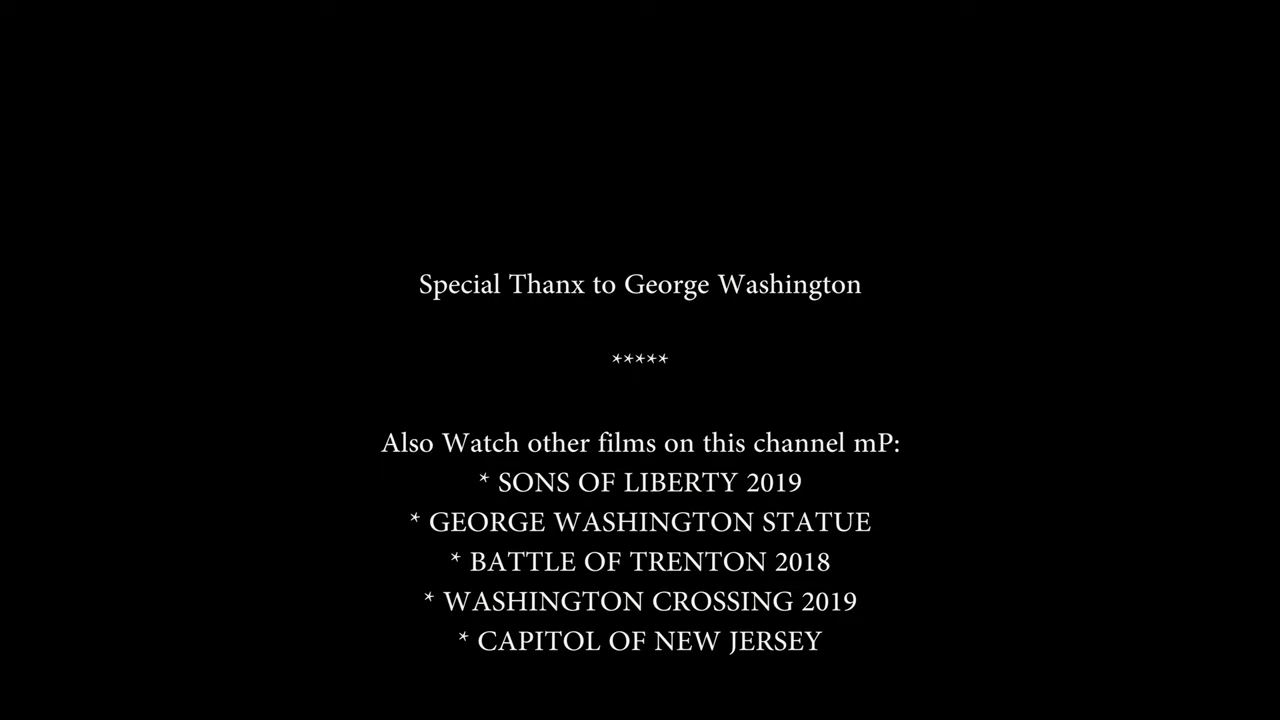 Special Thanx to George Washington
*****
Also Watch other films on this channel mP:
* SONS OF LIBERTY 2019
* GEORGE WASHINGTON STATUE
* BATTLE OF TRENTON 2018
* WASHINGTON CROSSING 2019
* CAPITOL OF NEW JERSEY